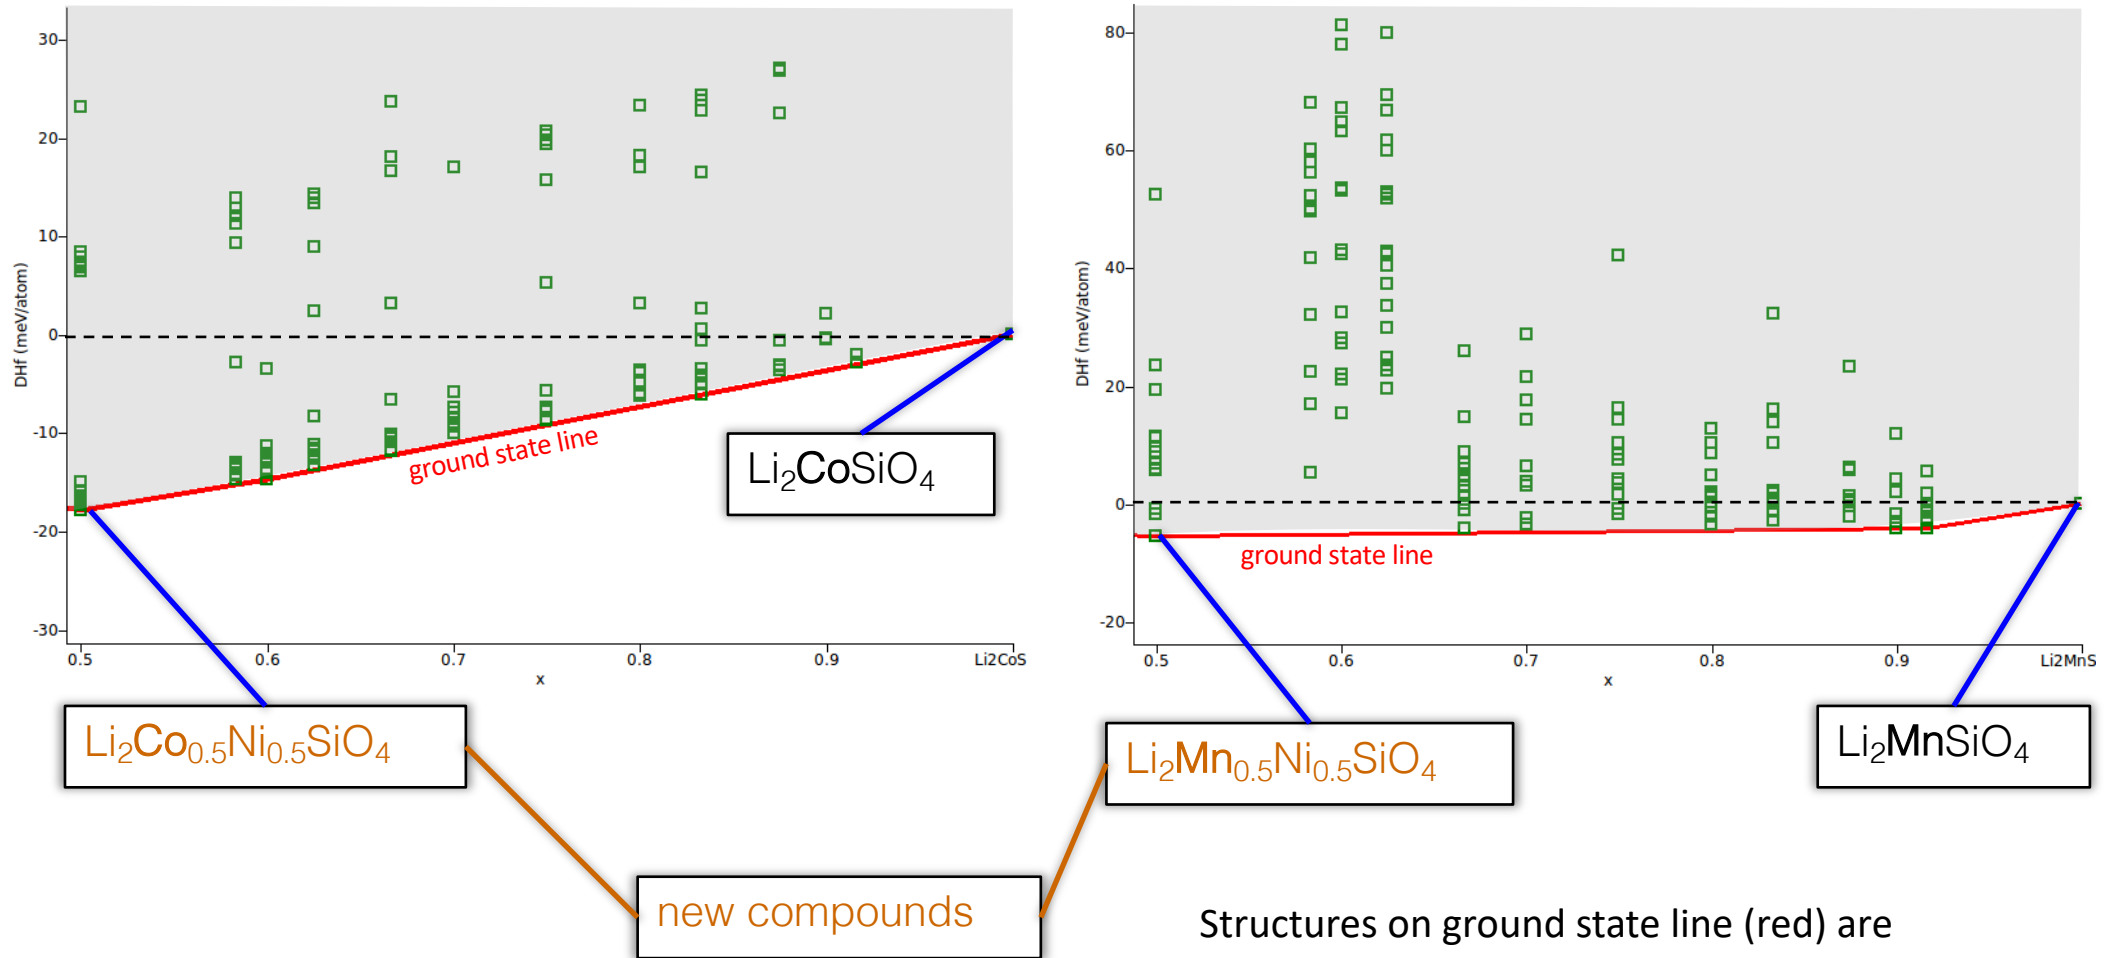 30
20
10
0
-10
-20
-30
DHf (meV/atom)
0.5
0.6
0.7
0.8
0.9
Li2CoS
x
ground state line
Li₂CoSiO₄
80
60
40
20
0
-20
DHf (meV/atom)
0.5
0.6
0.7
0.8
0.9
Li2MnS
x
ground state line
Li₂Co₀.₅Ni₀.₅SiO₄
Li₂Mn₀.₅Ni₀.₅SiO₄
Li₂MnSiO₄
new compounds
Structures on ground state line (red) are